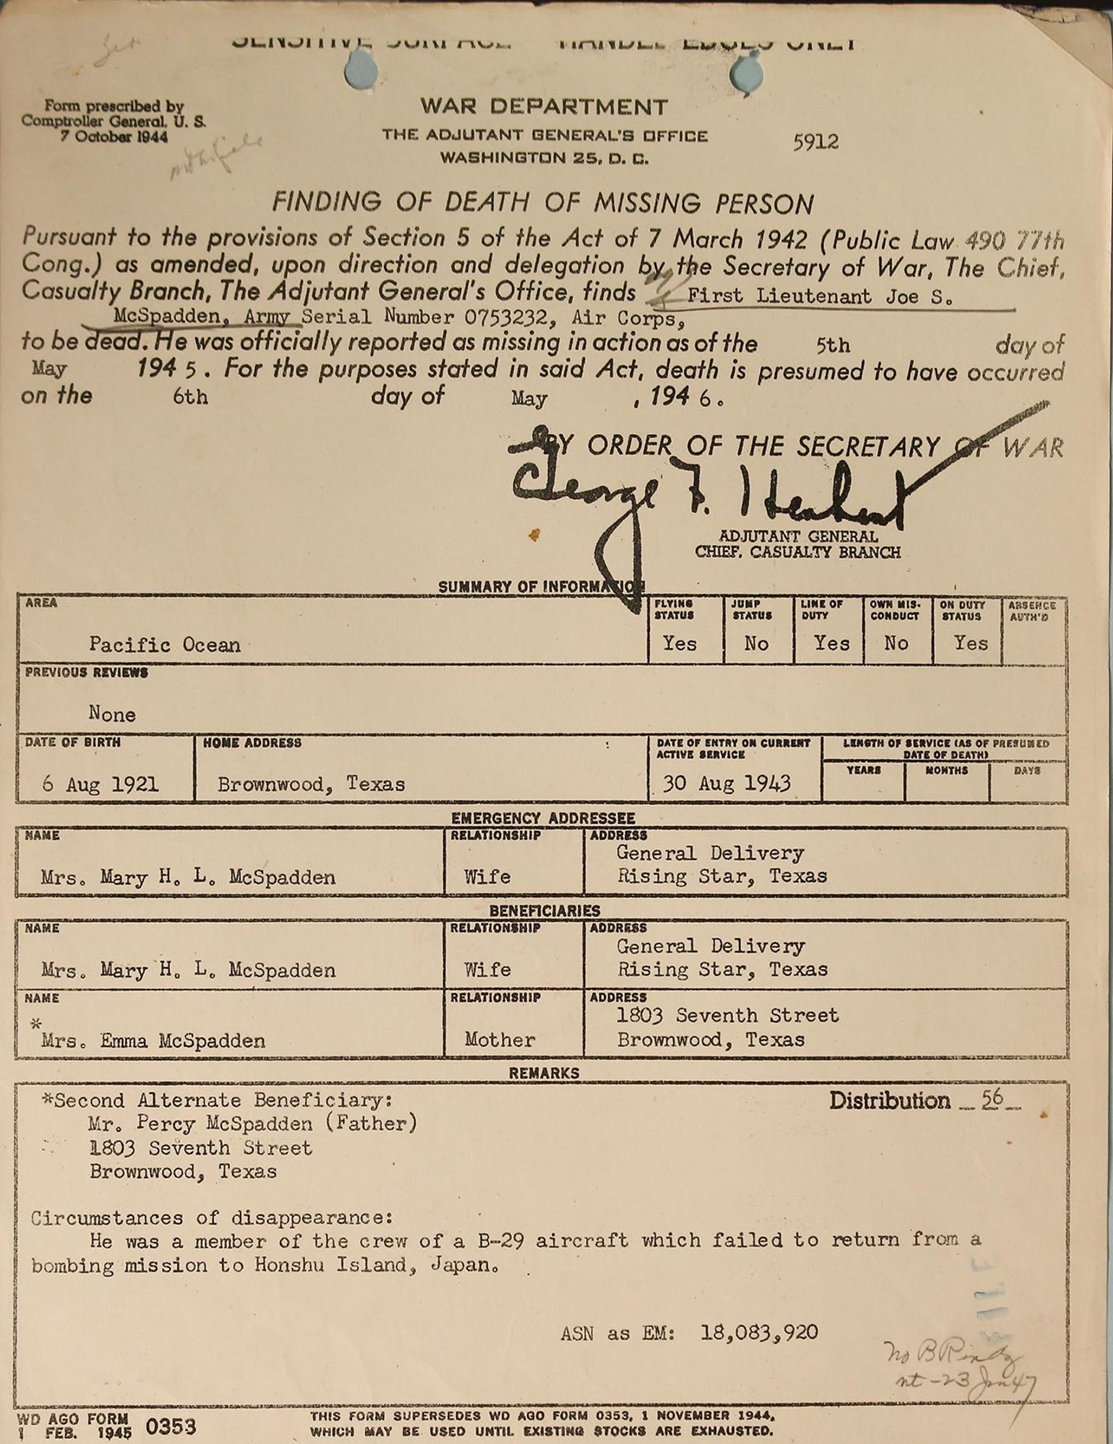 SENSITIVE SURFACE HANDLE EDGES ONLY
Form prescribed by
Comptroller General, U. S.
7 October 1944
WAR DEPARTMENT
THE ADJUTANT GENERAL'S OFFICE
WASHINGTON 25, D. C.
5912
FINDING OF DEATH OF MISSING PERSON
Pursuant to the provisions of Section 5 of the Act of 7 March 1942 (Public Law 490 77th
Cong.) as amended, upon direction and delegation by the Secretary of War, The Chief,
Casualty Branch, The Adjutant General's Office, finds First Lieutenant Joe S.
McSpadden, Army Serial Number 0753232, Air Corps,
to be dead. He was officially reported as missing in action as of the 5th day of
May 1945. For the purposes stated in said Act, death is presumed to have occurred
on the 6th day of May , 1946.
BY ORDER OF THE SECRETARY OF WAR
George F. Herbert
ADJUTANT GENERAL
CHIEF, CASUALTY BRANCH
SUMMARY OF INFORMATION
AREA FLYING STATUS JUMP STATUS LINE OF DUTY OWN MIS-CONDUCT ON DUTY STATUS ABSENCE AUTH'D
Pacific Ocean Yes No Yes No Yes
PREVIOUS REVIEWS
None
DATE OF BIRTH HOME ADDRESS DATE OF ENTRY ON CURRENT ACTIVE SERVICE LENGTH OF SERVICE (AS OF PRESUMED DATE OF DEATH)
YEARS MONTHS DAYS
6 Aug 1921 Brownwood, Texas 30 Aug 1943
EMERGENCY ADDRESSEE
NAME RELATIONSHIP ADDRESS
General Delivery
Mrs. Mary H. L. McSpadden Wife Rising Star, Texas
BENEFICIARIES
NAME RELATIONSHIP ADDRESS
General Delivery
Mrs. Mary H. L. McSpadden Wife Rising Star, Texas
NAME RELATIONSHIP ADDRESS
* 1803 Seventh Street
Mrs. Emma McSpadden Mother Brownwood, Texas
REMARKS
*Second Alternate Beneficiary: Distribution 56
Mr. Percy McSpadden (Father)
1803 Seventh Street
Brownwood, Texas
Circumstances of disappearance:
He was a member of the crew of a B-29 aircraft which failed to return from a
bombing mission to Honshu Island, Japan.
FILE
ASN as EM: 18,083,920
No B
23 Jan 47
WD AGO FORM 0353
1 FEB. 1945
THIS FORM SUPERSEDES WD AGO FORM 0353, 1 NOVEMBER 1944,
WHICH MAY BE USED UNTIL EXISTING STOCKS ARE EXHAUSTED.